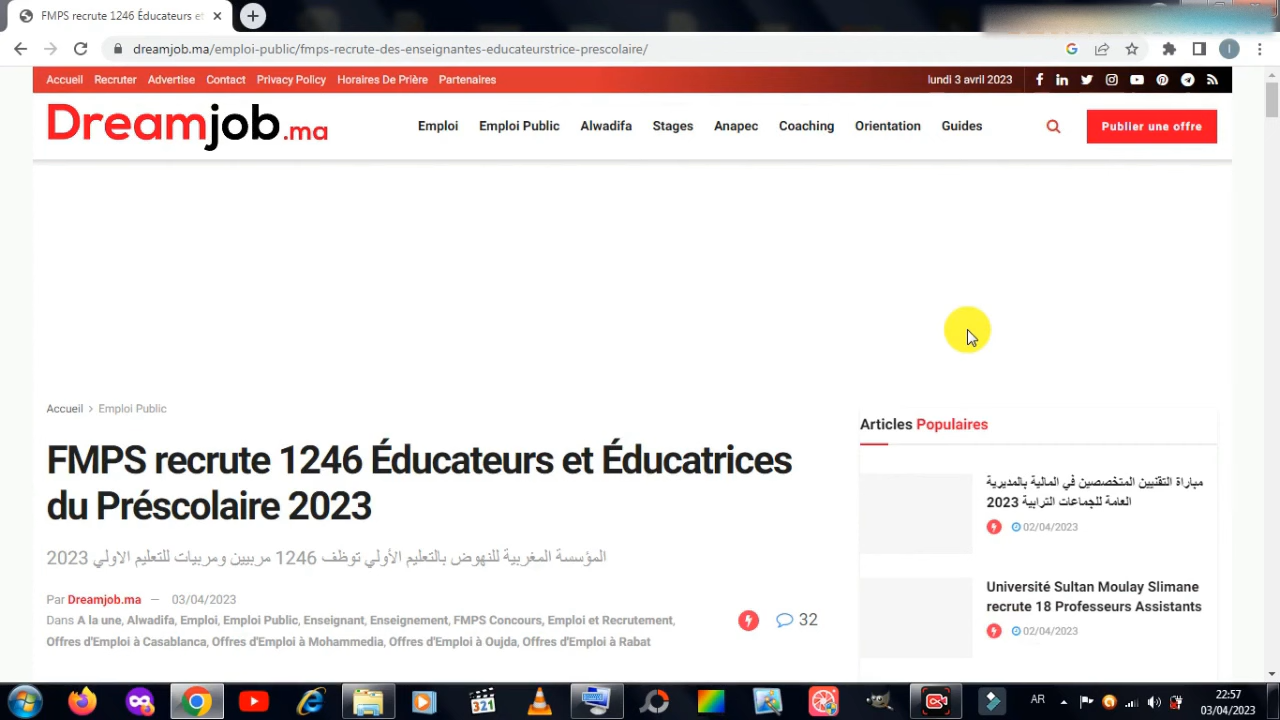 FMPS recrute 1246 Éducateurs et
dreamjob.ma/emploi-public/fmps-recrute-des-enseignantes-educateurstrice-prescolaire/
Accueil Recruter Advertise Contact Privacy Policy Horaires De Prière Partenaires
lundi 3 avril 2023
Dreamjob.ma
Emploi Emploi Public Alwadifa Stages Anapec Coaching Orientation Guides
Publier une offre
Accueil > Emploi Public
FMPS recrute 1246 Éducateurs et Éducatrices
du Préscolaire 2023
المؤسسة المغربية للنهوض بالتعليم الأولي توظف 1246 مربيين ومربيات للتعليم الاولي 2023
Par Dreamjob.ma — 03/04/2023
Dans A la une, Alwadifa, Emploi, Emploi Public, Enseignant, Enseignement, FMPS Concours, Emploi et Recrutement,
Offres d'Emploi à Casablanca, Offres d'Emploi à Mohammedia, Offres d'Emploi à Oujda, Offres d'Emploi à Rabat
32
Articles Populaires
مباراة التقنيين المتخصصين في المالية بالمديرية
العامة للجماعات الترابية 2023
02/04/2023
Université Sultan Moulay Slimane
recrute 18 Professeurs Assistants
02/04/2023
321
AR
22:57
03/04/2023